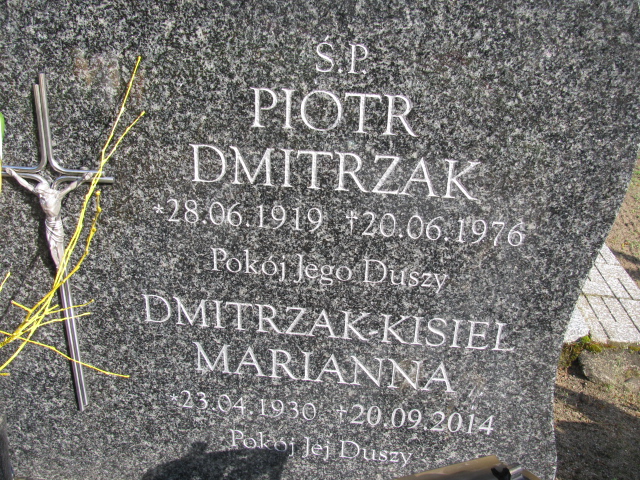 Ś.P.
PIOTR
DMITRZAK
*28.06.1919 †20.06.1976
Pokój Jego Duszy
DMITRZAK-KISIEL
MARIANNA
*23.04.1930 †20.09.2014
Pokój Jej Duszy